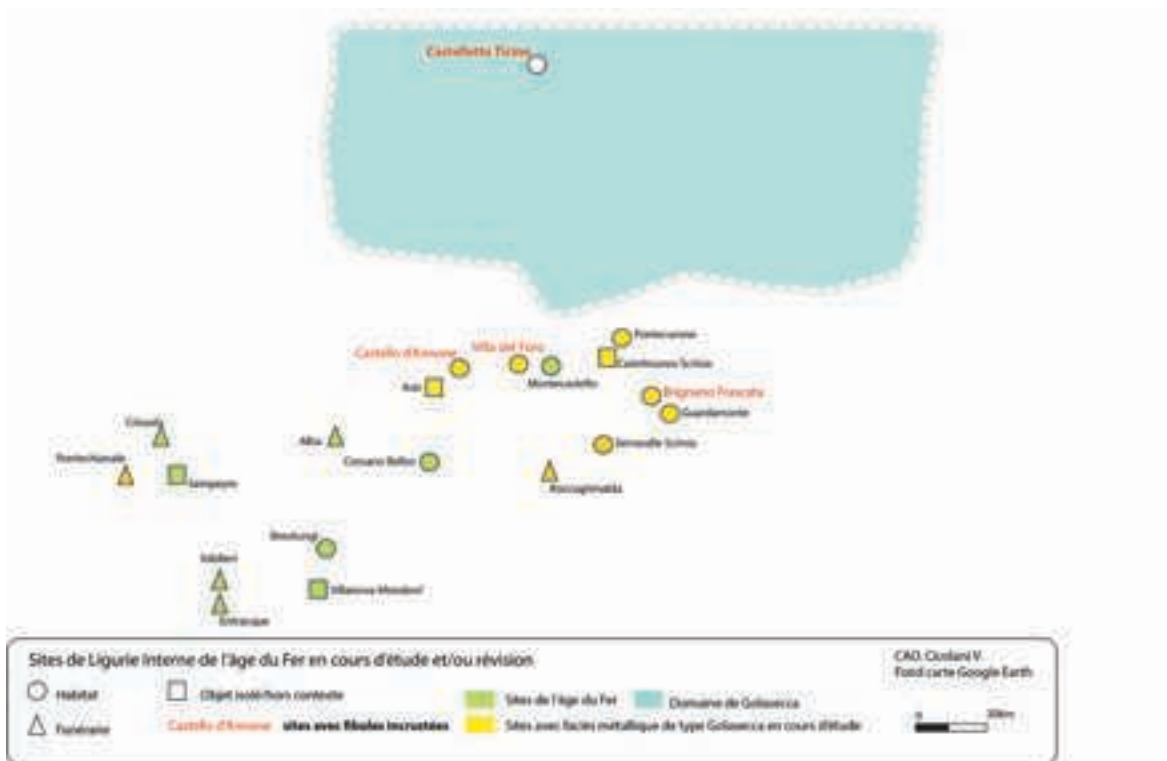 Castelletto Ticino
Pontecurone
Castello d'Annone
Villa del Foro
Castelnuovo Scrivia
Montecastello
Asti
Brignano Frascata
Guardamonte
Crissolo
Alba
Serravalle Scrivia
Pontechianale
Cossano Belbo
Sampeyre
Roccagrimalda
Breolungi
Valdieri
Villanova Mondovì
Entracque
Sites de Ligurie Interne de l'âge du Fer en cours d'étude et/ou révision
CAO. Cicolani V.
Fond carte Google Earth
Habitat
Objet isolé/hors contexte
Sites de l'âge du Fer
Domaine de Golasecca
Funéraire
Castello d'Annone sites avec fibules incrustées
Sites avec faciès métallique de type Golasecca en cours d'étude